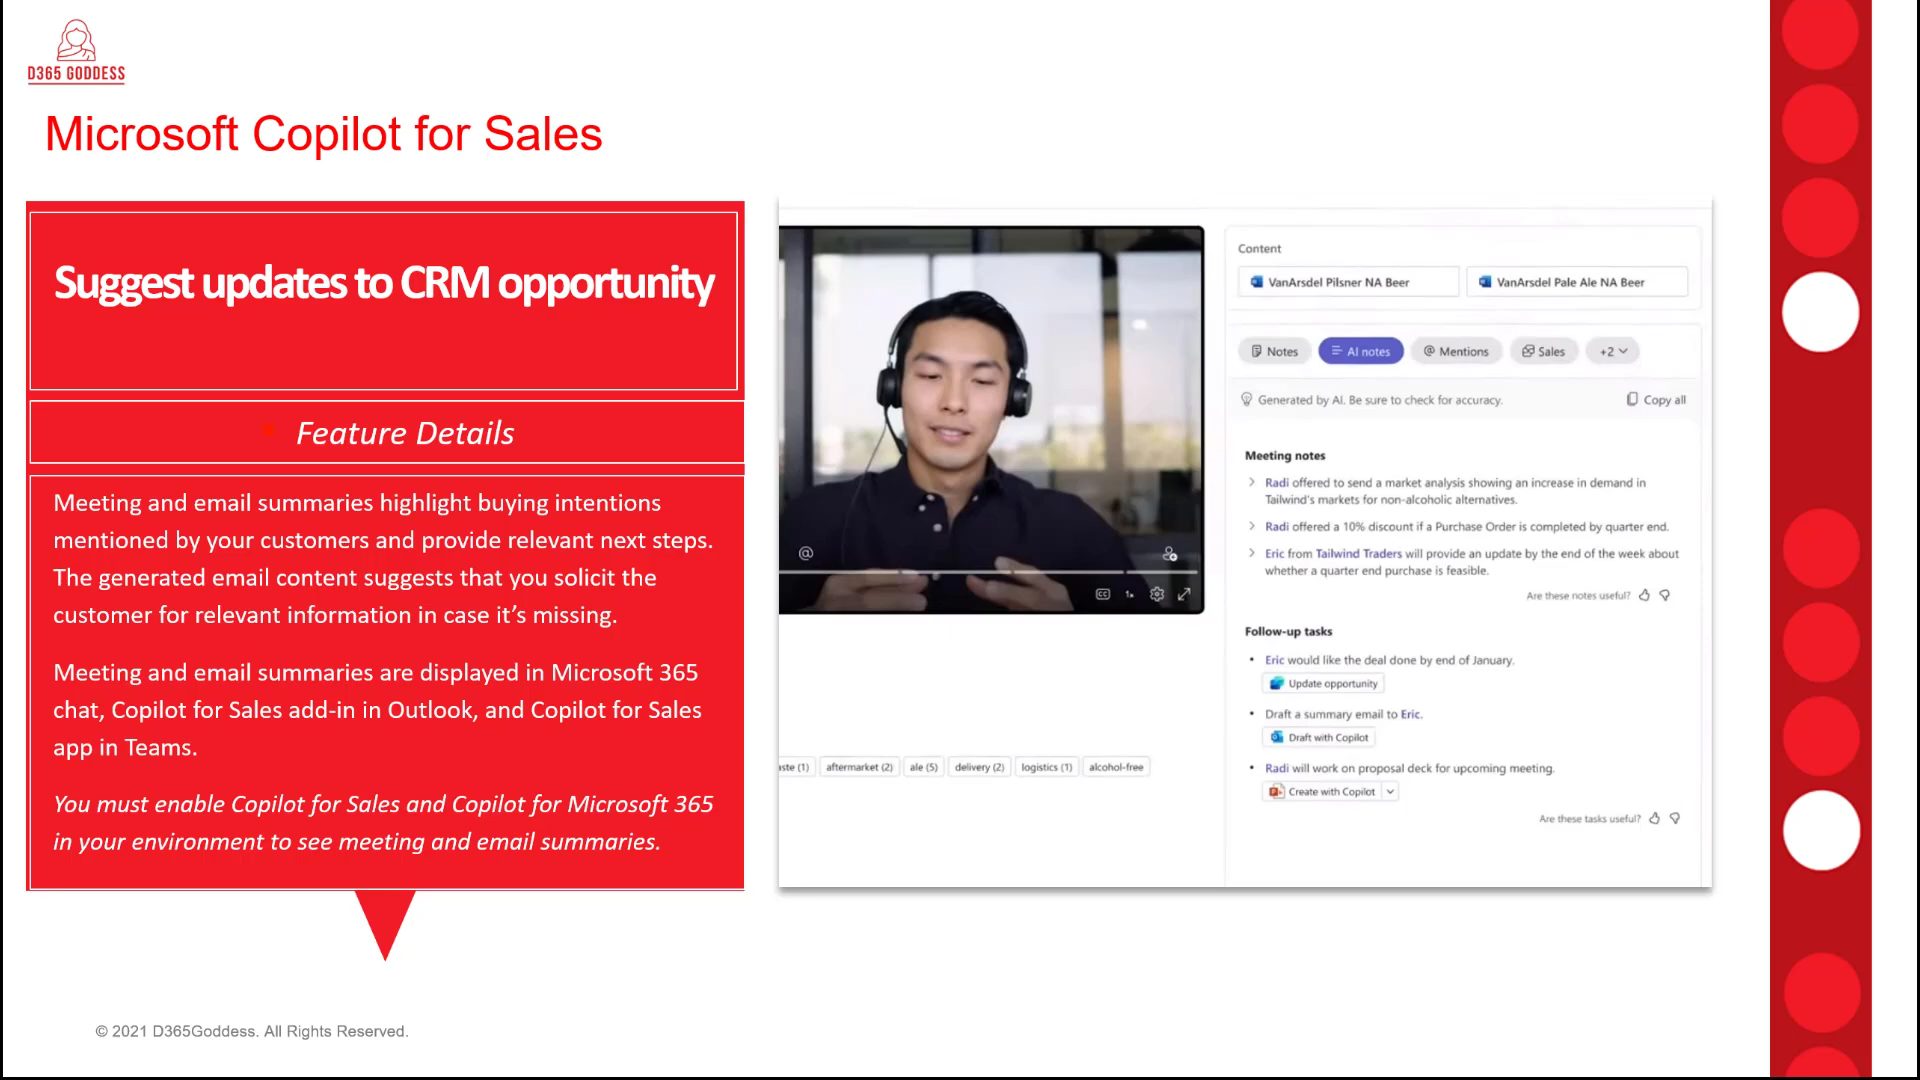 D365 GODDESS
Microsoft Copilot for Sales
Suggest updates to CRM opportunity
Feature Details
Meeting and email summaries highlight buying intentions
mentioned by your customers and provide relevant next steps.
The generated email content suggests that you solicit the
customer for relevant information in case it’s missing.
Meeting and email summaries are displayed in Microsoft 365
chat, Copilot for Sales add-in in Outlook, and Copilot for Sales
app in Teams.
You must enable Copilot for Sales and Copilot for Microsoft 365
in your environment to see meeting and email summaries.
CC
1x
aftermarket (2) ale (5) delivery (2) logistics (1) alcohol-free
Content
VanArsdel Pilsner NA Beer VanArsdel Pale Ale NA Beer
Notes AI notes @ Mentions Sales +2
Generated by AI. Be sure to check for accuracy. Copy all
Meeting notes
Radi offered to send a market analysis showing an increase in demand in
Tailwind's markets for non-alcoholic alternatives.
Radi offered a 10% discount if a Purchase Order is completed by quarter end.
Eric from Tailwind Traders will provide an update by the end of the week about
whether a quarter end purchase is feasible.
Are these notes useful?
Follow-up tasks
• Eric would like the deal done by end of January.
Update opportunity
• Draft a summary email to Eric.
Draft with Copilot
• Radi will work on proposal deck for upcoming meeting.
Create with Copilot
Are these tasks useful?
© 2021 D365Goddess. All Rights Reserved.